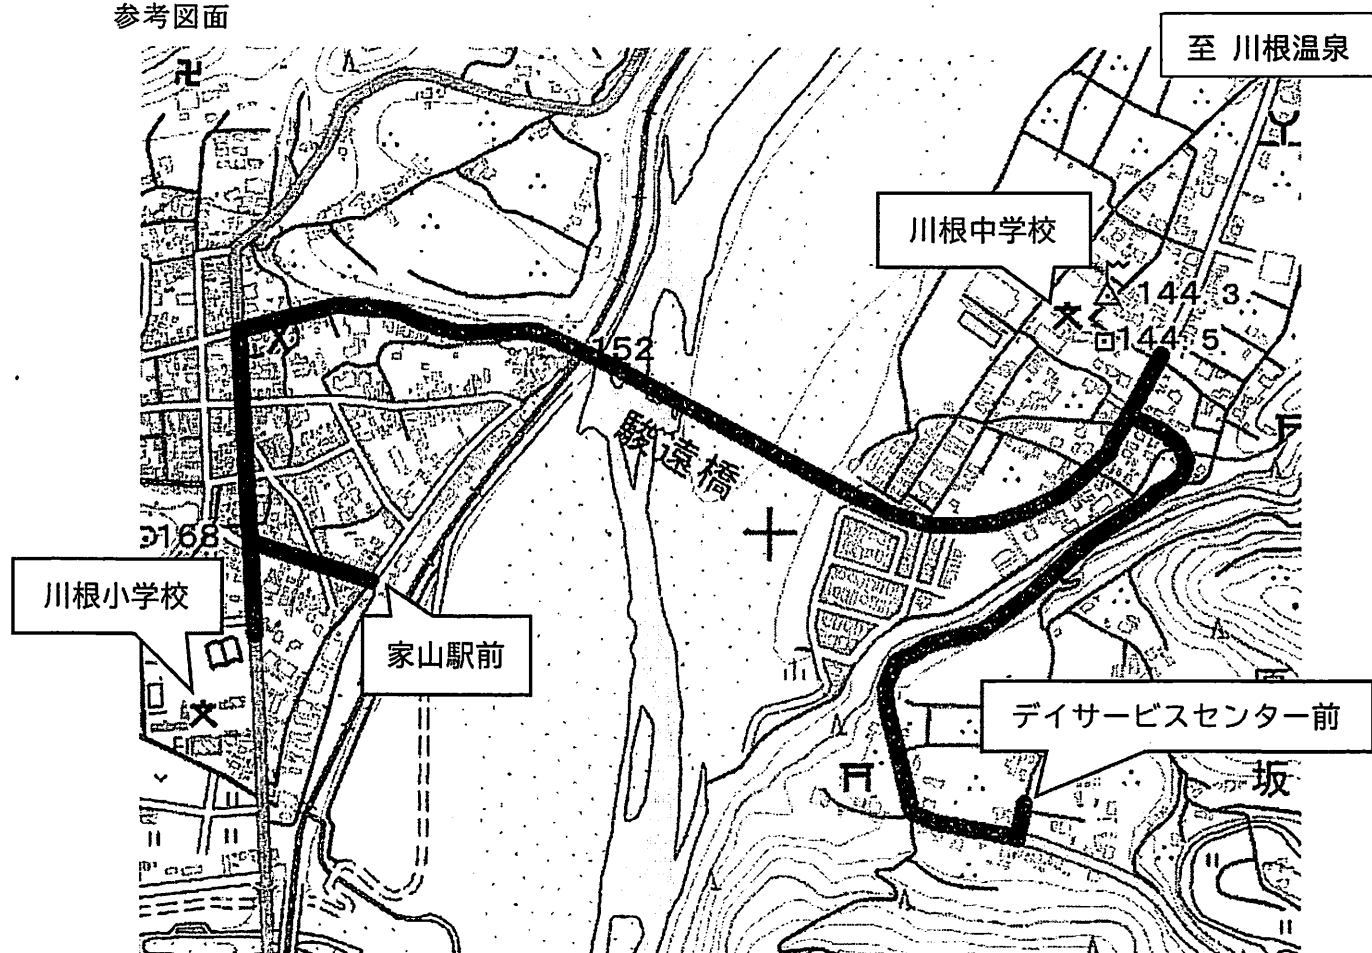 参考図面
至 川根温泉
川根中学校
144.3
144.5
152
駿遠橋
168
川根小学校
家山駅前
デイサービスセンター前
坂